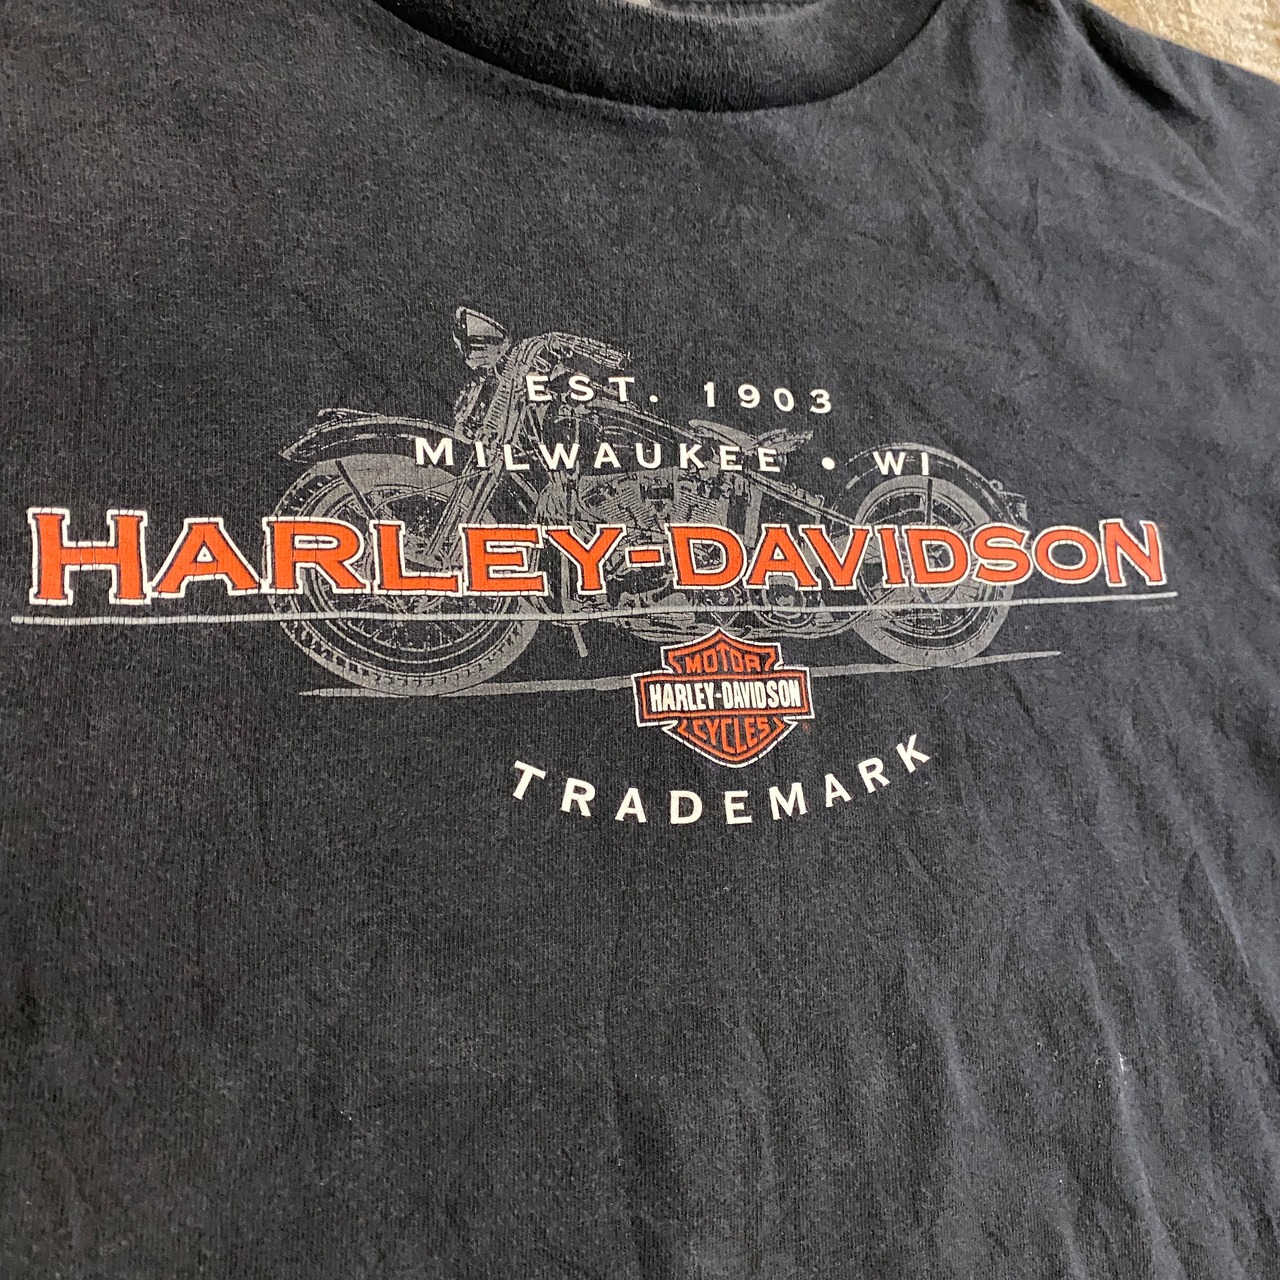 EST. 1903
MILWAUKEE • WI
HARLEY-DAVIDSON
MOTOR
HARLEY-DAVIDSON
CYCLES
TRADEMARK